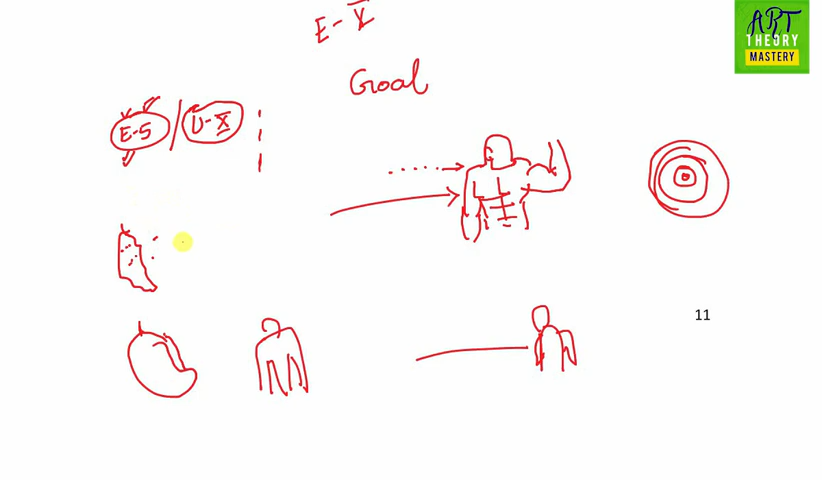 E-X
Goal
E-S / U-X
ART
THEORY
MASTERY
11